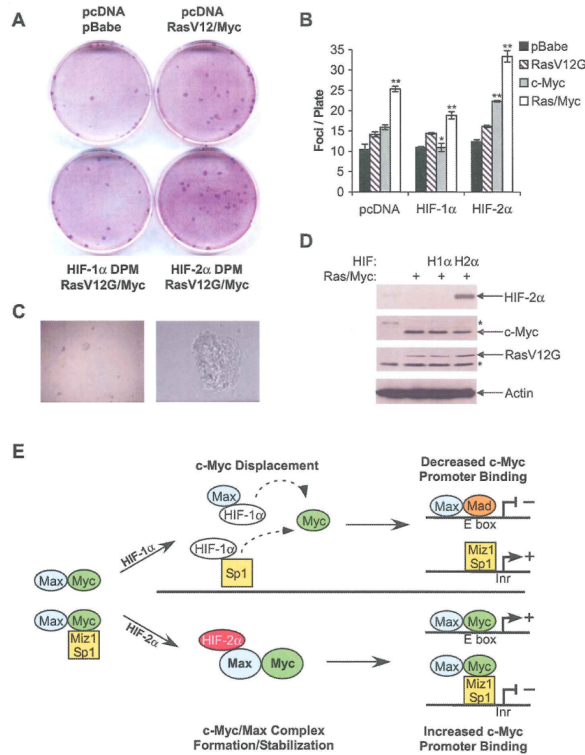 A
pcDNA
pBabe
pcDNA
RasV12/Myc
HIF-1α DPM
RasV12G/Myc
HIF-2α DPM
RasV12G/Myc
B
Foci / Plate
35
30
25
20
15
10
5
0
**
*
**
**
**
pcDNA
HIF-1α
HIF-2α
pBabe
RasV12G
c-Myc
Ras/Myc
C
D
HIF: H1α H2α
Ras/Myc: + + +
HIF-2α
*
c-Myc
RasV12G
*
Actin
E
c-Myc Displacement
Decreased c-Myc
Promoter Binding
Max
HIF-1α
Myc
HIF-1α
Sp1
Max Mad
E box
Miz1
Sp1
+
Inr
HIF-1α
Max Myc
Max Myc
Miz1
Sp1
HIF-2α
HIF-2α
Max Myc
Max Myc
+
E box
Max Myc
Miz1
Sp1
Inr
c-Myc/Max Complex
Formation/Stabilization
Increased c-Myc
Promoter Binding